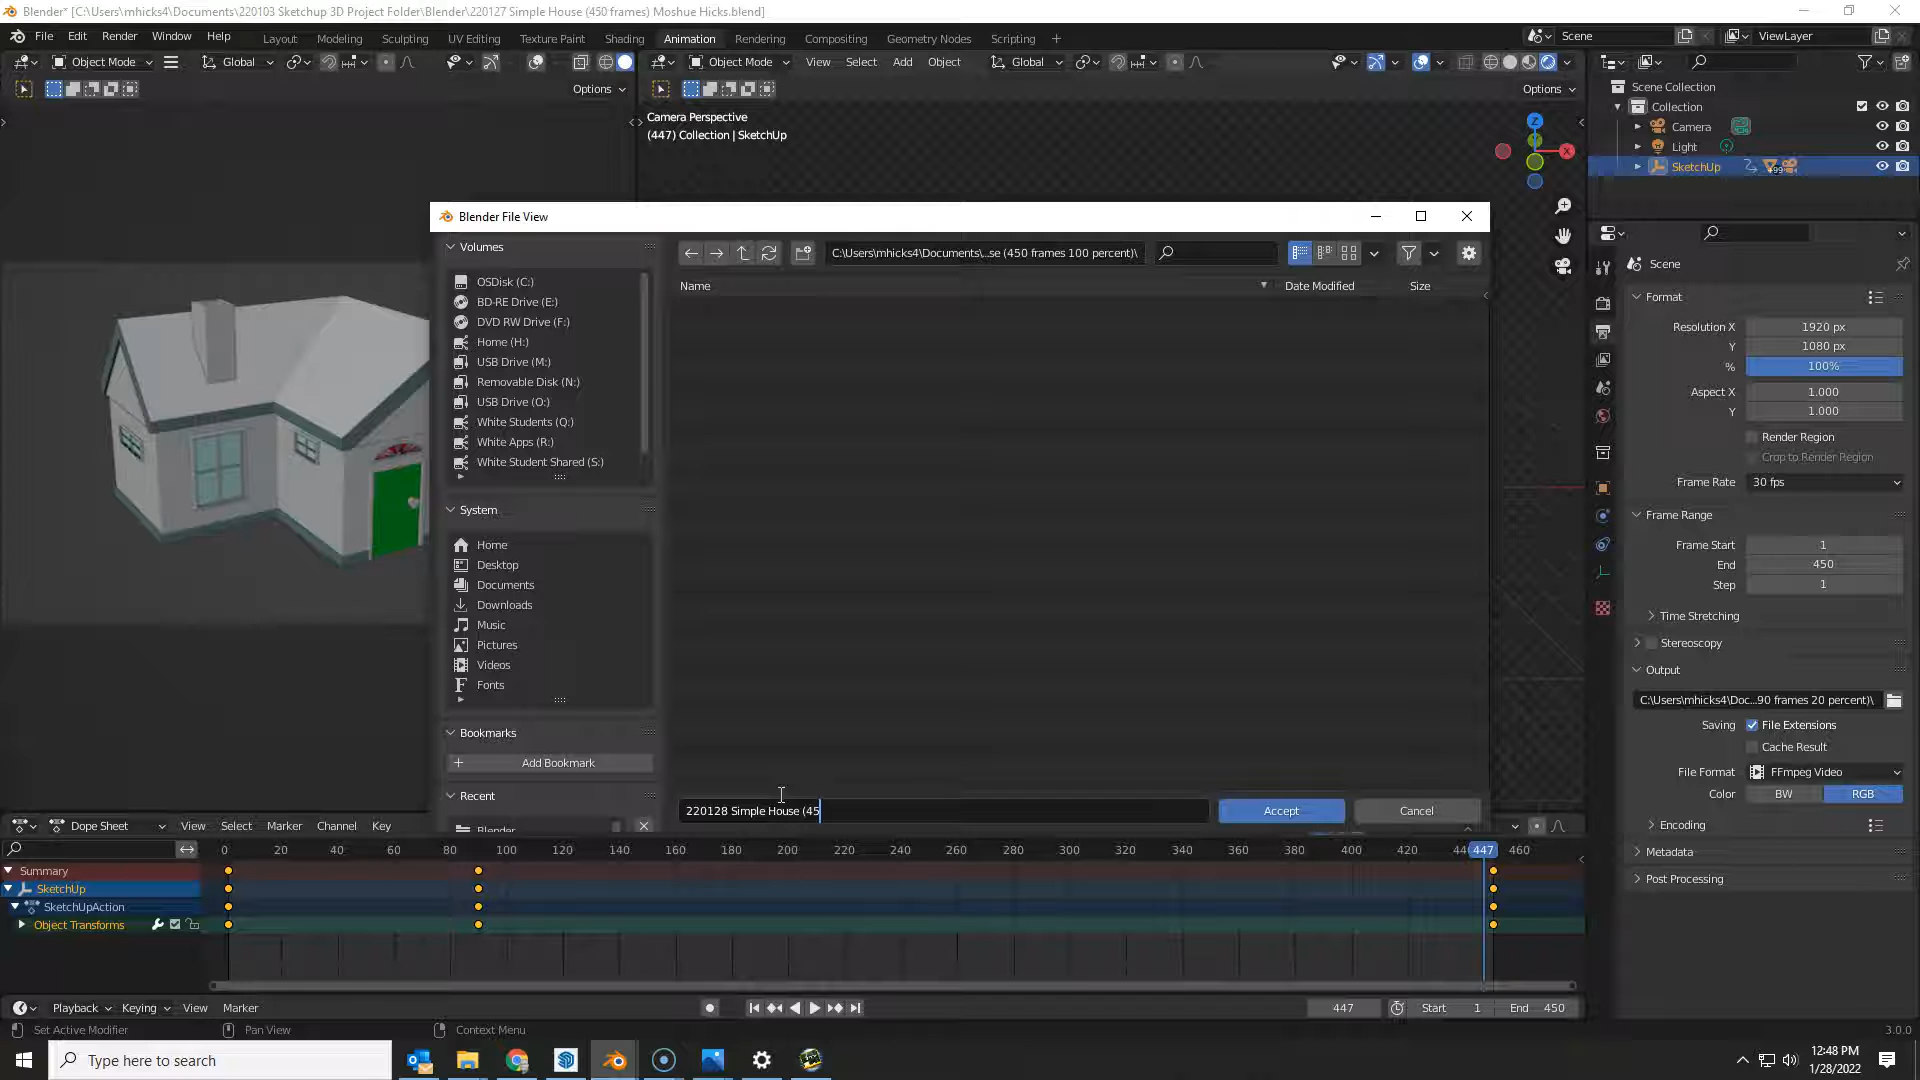 Blender* [C:\Users\mhicks4\Documents\220103 Sketchup 3D Project Folder\Blender\220127 Simple House (450 frames) Moshue Hicks.blend]
File Edit Render Window Help
Layout Modeling Sculpting UV Editing Texture Paint Shading Animation Rendering Compositing Geometry Nodes Scripting +
Scene
ViewLayer
Object Mode
Global
Object Mode
View Select Add Object
Global
Options
Options
Camera Perspective
(447) Collection | SketchUp
Z
X
Scene Collection
Collection
Camera
Light
SketchUp
Blender File View
Volumes
OSDisk (C:)
BD-RE Drive (E:)
DVD RW Drive (F:)
Home (H:)
USB Drive (M:)
Removable Disk (N:)
USB Drive (O:)
White Students (Q:)
White Apps (R:)
White Student Shared (S:)
System
Home
Desktop
Documents
Downloads
Music
Pictures
Videos
Fonts
Bookmarks
Add Bookmark
Recent
Blender
C:\Users\mhicks4\Documents\...se (450 frames 100 percent)\
Name
Date Modified
Size
220128 Simple House (45
Accept
Cancel
Scene
Format
Resolution X 1920 px
Y 1080 px
% 100%
Aspect X 1.000
Y 1.000
Render Region
Crop to Render Region
Frame Rate 30 fps
Frame Range
Frame Start 1
End 450
Step 1
Time Stretching
Stereoscopy
Output
C:\Users\mhicks4\Doc...90 frames 20 percent)\
Saving File Extensions
Cache Result
File Format FFmpeg Video
Color BW RGB
Encoding
Metadata
Post Processing
Dope Sheet View Select Marker Channel Key
0 20 40 60 80 100 120 140 160 180 200 220 240 260 280 300 320 340 360 380 400 420 447 460
Summary
SketchUp
SketchUpAction
Object Transforms
Playback Keying View Marker
447
Start 1
End 450
Set Active Modifier
Pan View
Context Menu
3.0.0
Type here to search
12:48 PM
1/28/2022